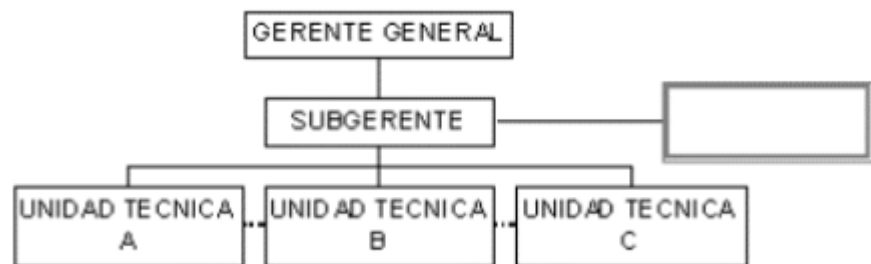 GERENTE GENERAL
SUBGERENTE
UNIDAD TECNICA
A
UNIDAD TECNICA
B
UNIDAD TECNICA
C